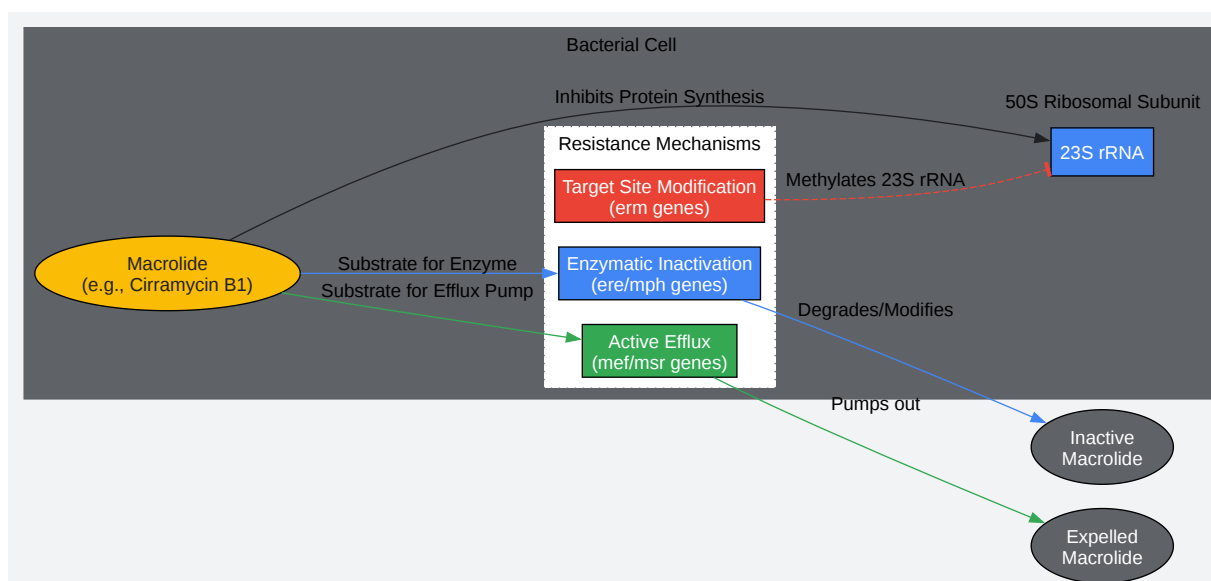 Bacterial Cell
Inhibits Protein Synthesis
50S Ribosomal Subunit
Resistance Mechanisms
23S rRNA
Target Site Modification
(erm genes)
Methylates 23S rRNA
Macrolide
(e.g., Cirramycin B1)
Substrate for Enzyme
Substrate for Efflux Pump
Enzymatic Inactivation
(ere/mph genes)
Degrades/Modifies
Active Efflux
(mef/msr genes)
Pumps out
Inactive
Macrolide
Expelled
Macrolide